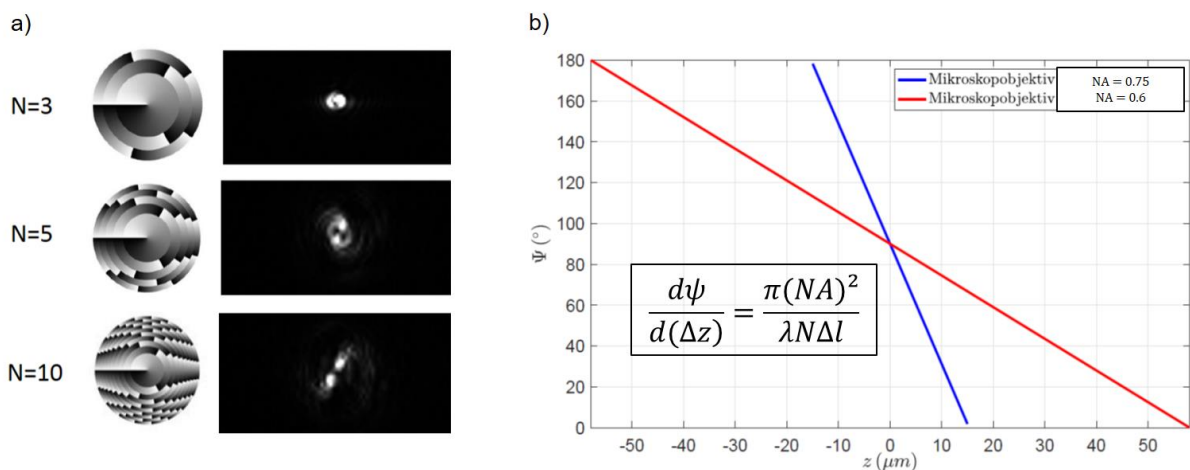 a)
N=3
N=5
N=10
b)
180
160
140
120
100
80
60
40
20
0
Ψ (°)
Mikroskopobjektiv NA = 0.75
Mikroskopobjektiv NA = 0.6
dψ/d(Δz) = π(NA)²/λNΔl
-50 -40 -30 -20 -10 0 10 20 30 40 50
z (μm)